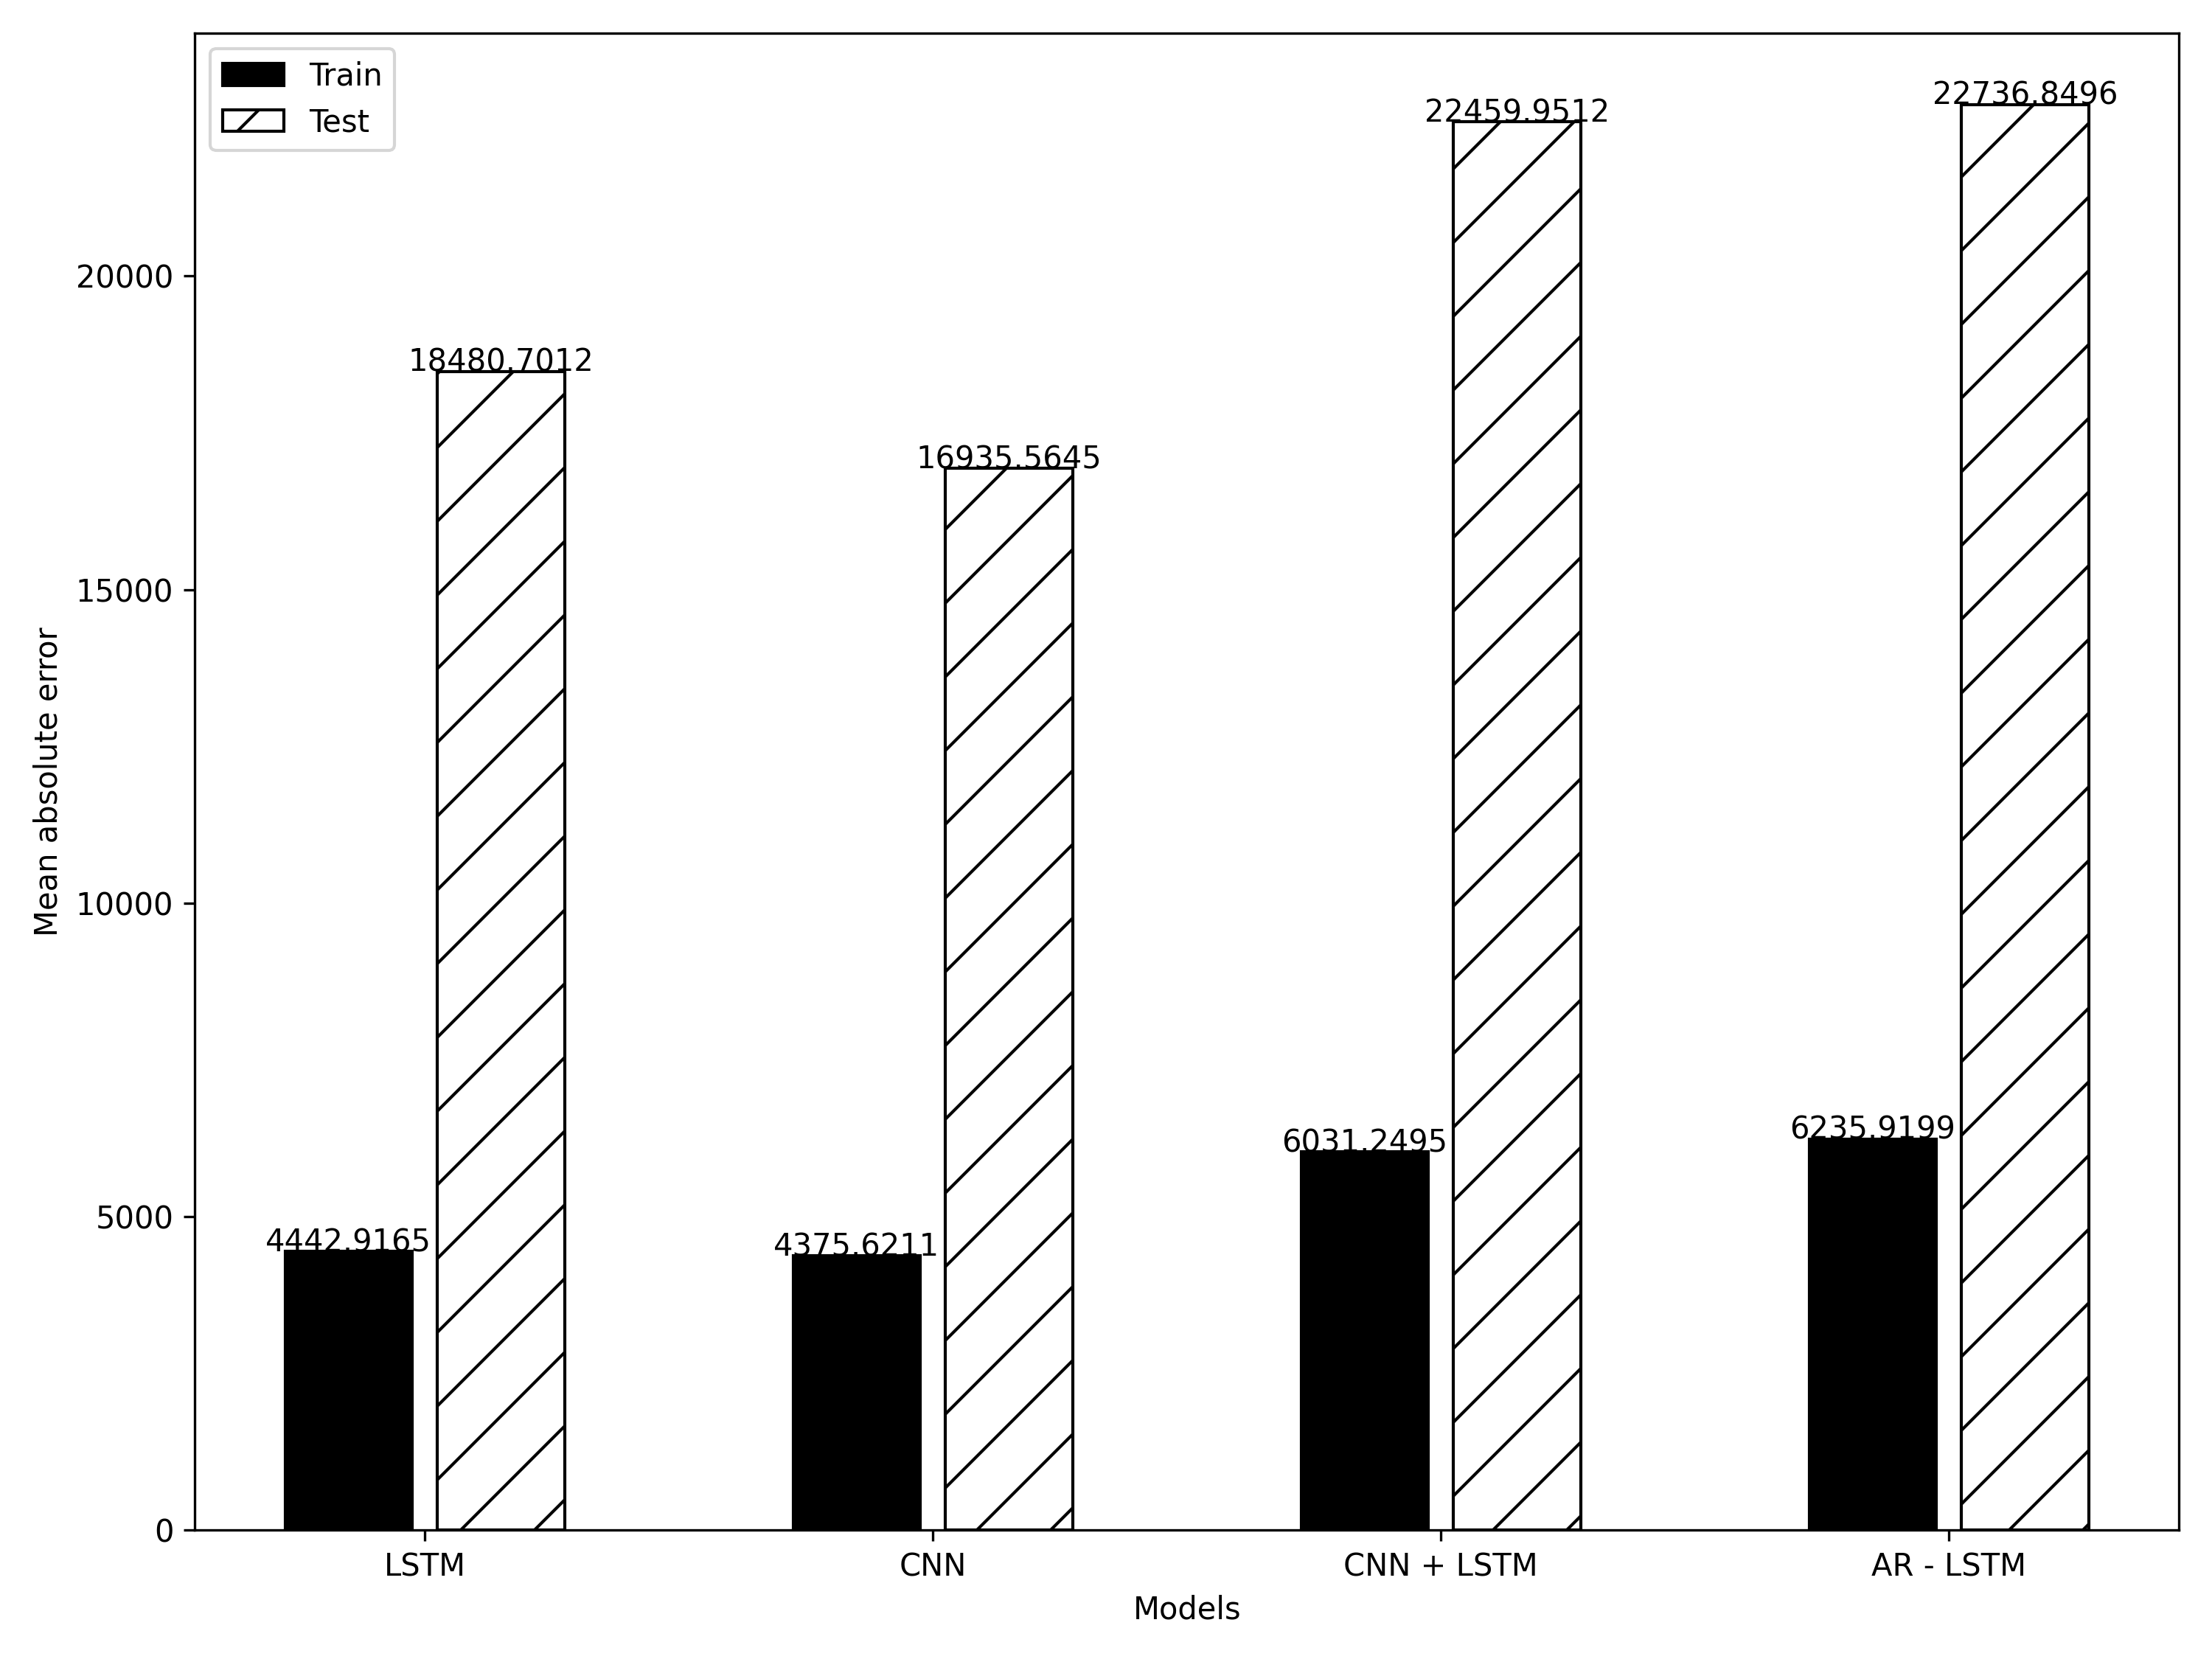 Train
Test
22736.8496
22459.9512
20000
18480.7012
16935.5645
15000
Mean absolute error
10000
6235.9199
6031.2495
5000
4442.9165
4375.6211
0
LSTM
CNN
CNN + LSTM
AR - LSTM
Models